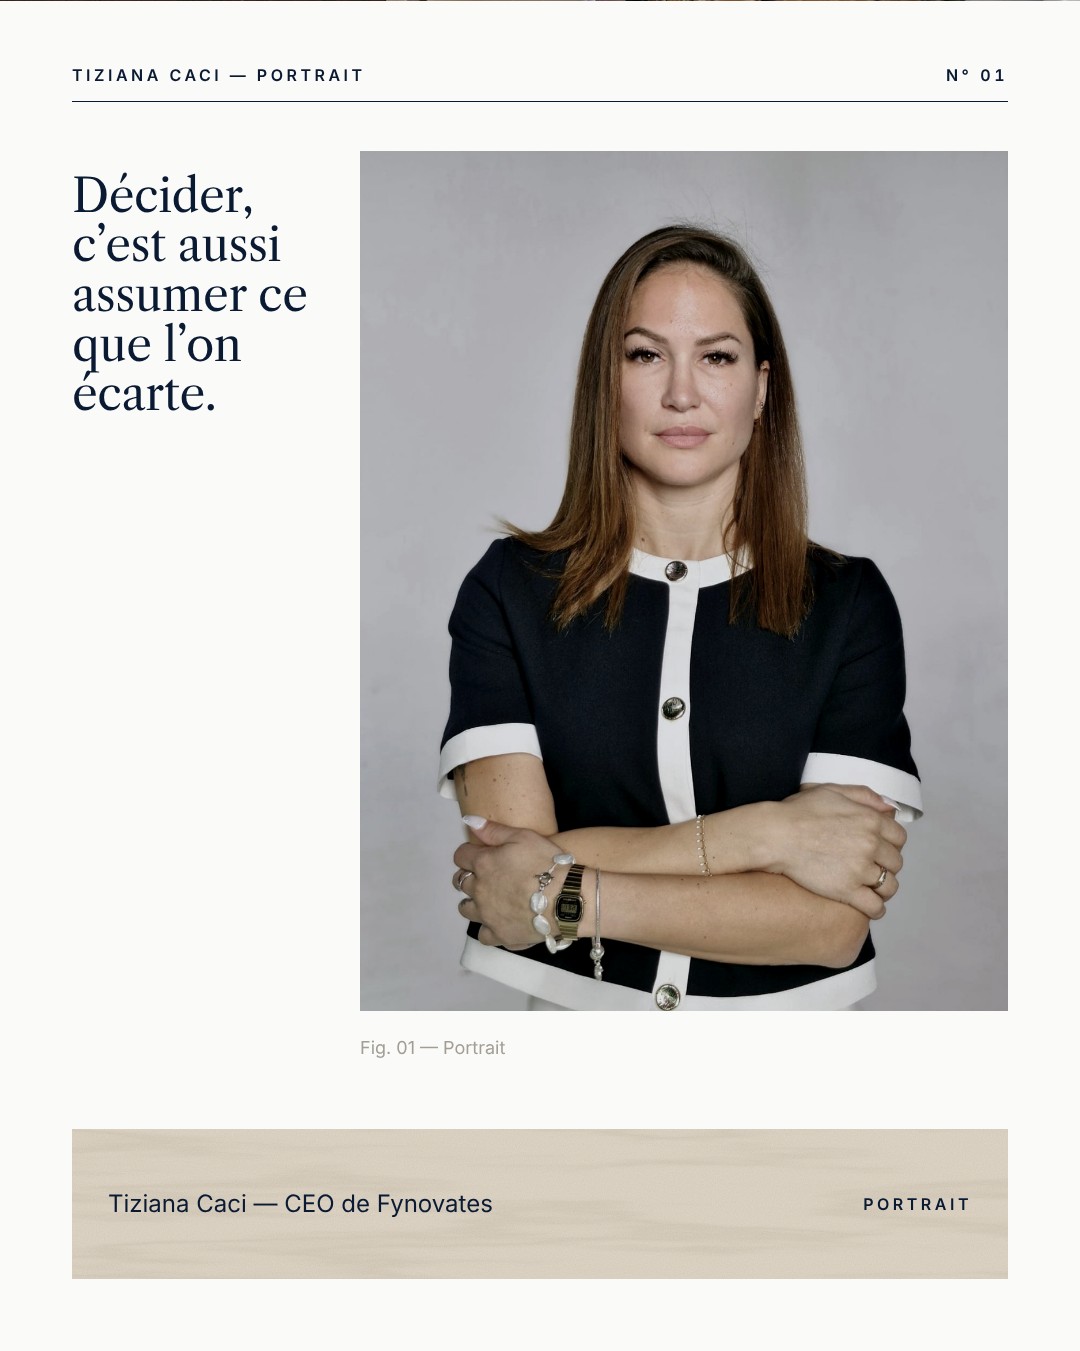 TIZIANA CACI — PORTRAIT
N° 01
Décider,
c’est aussi
assumer ce
que l’on
écarte.
Fig. 01 — Portrait
Tiziana Caci — CEO de Fynovates
PORTRAIT